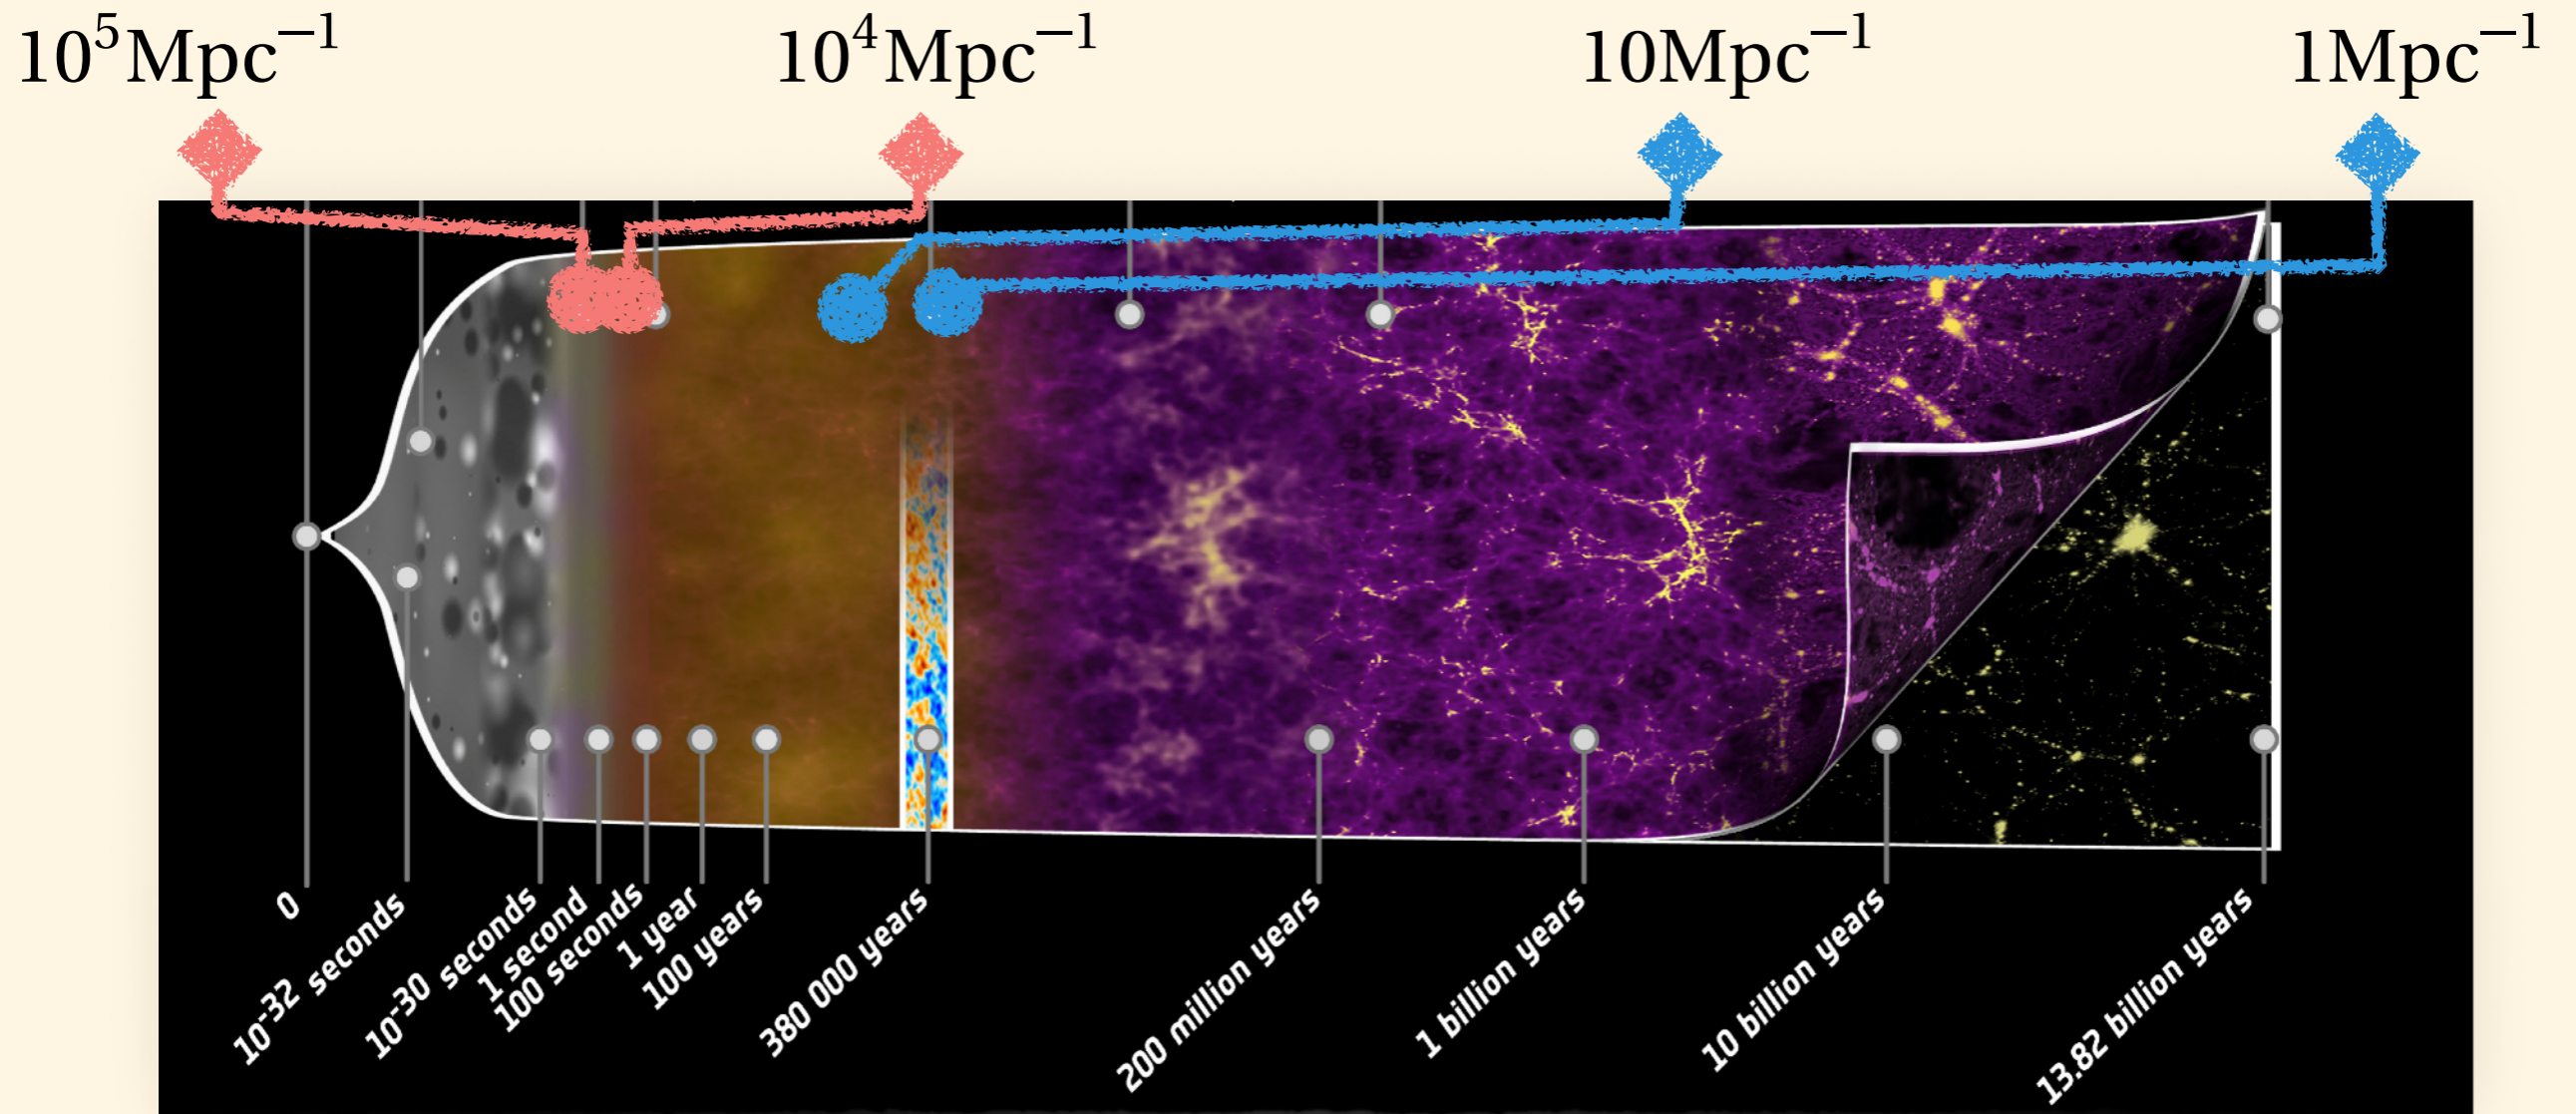 10⁵Mpc⁻¹
10⁴Mpc⁻¹
10Mpc⁻¹
1Mpc⁻¹
0
10⁻³² seconds
10⁻³⁰ seconds
1 second
100 seconds
1 year
100 years
380 000 years
200 million years
1 billion years
10 billion years
13.82 billion years